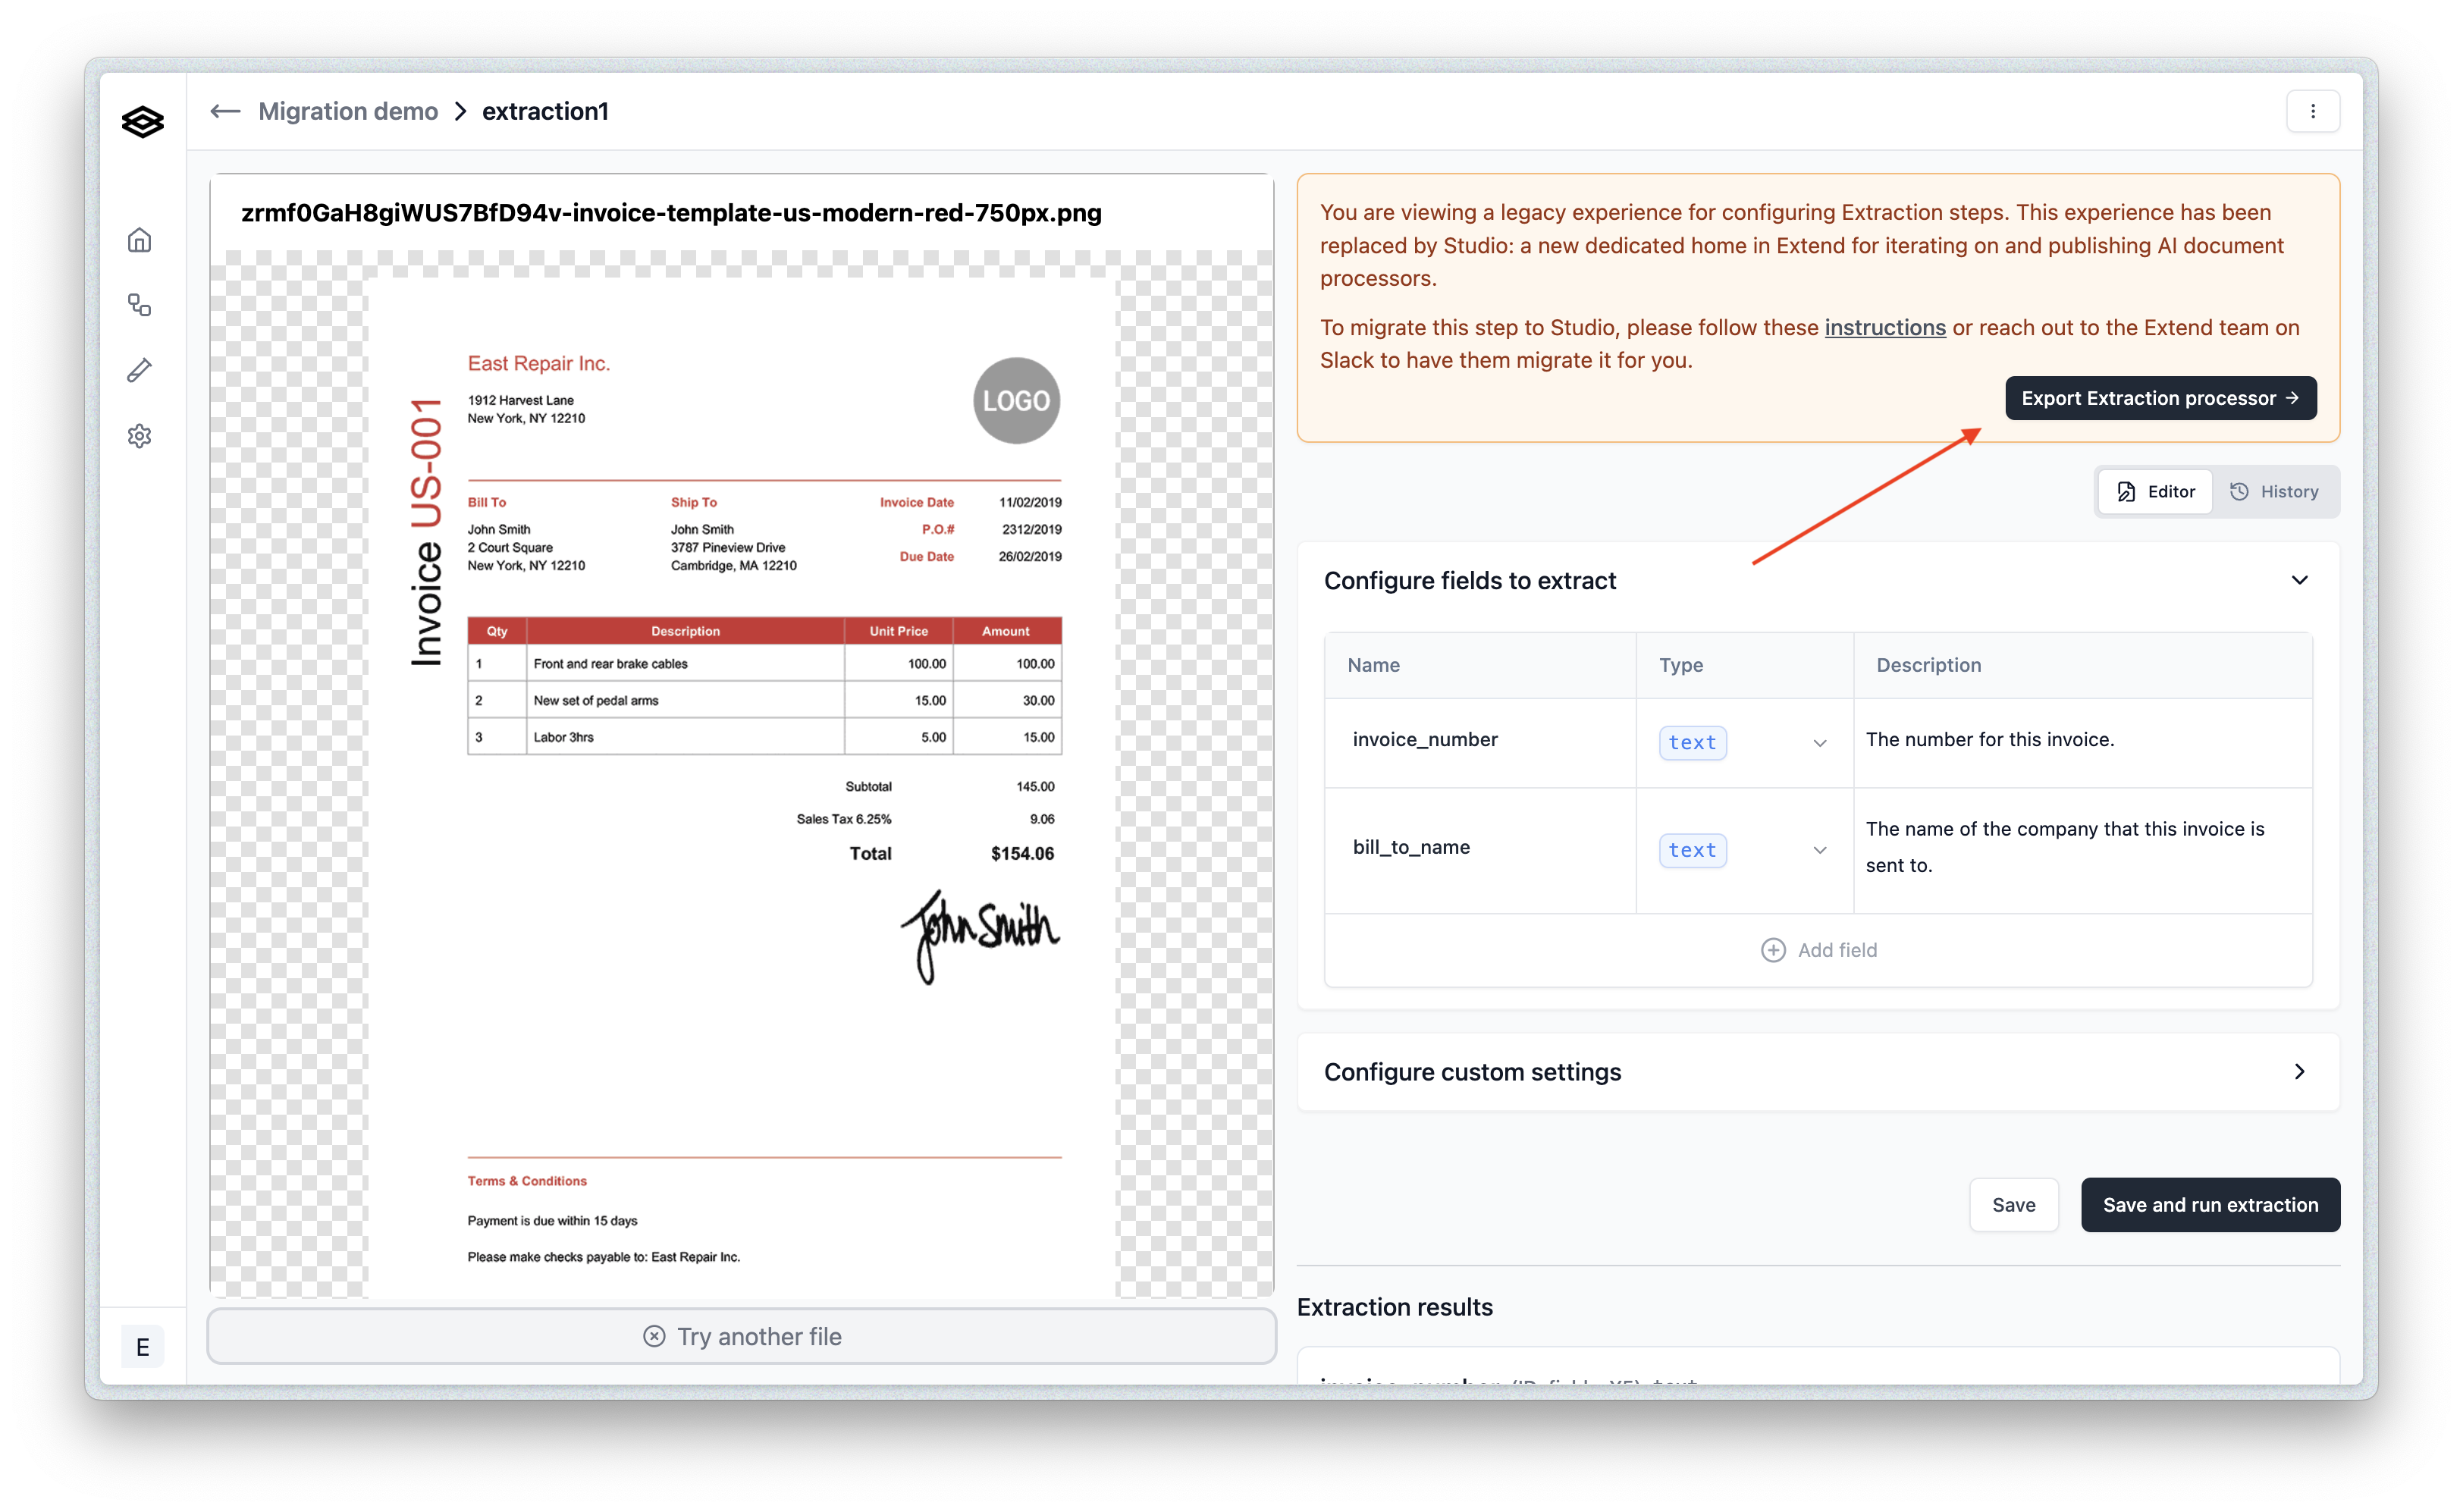 Migration demo > extraction1
zrmf0GaH8giWUS7BfD94v-invoice-template-us-modern-red-750px.png
Invoice US-001
East Repair Inc.
1912 Harvest Lane
New York, NY 12210
LOGO
Bill To
John Smith
2 Court Square
New York, NY 12210
Ship To
John Smith
3787 Pineview Drive
Cambridge, MA 12210
Invoice Date 11/02/2019
P.O.# 2312/2019
Due Date 26/02/2019
Qty Description Unit Price Amount
1 Front and rear brake cables 100.00 100.00
2 New set of pedal arms 15.00 30.00
3 Labor 3hrs 5.00 15.00
Subtotal 145.00
Sales Tax 6.25% 9.06
Total $154.06
John Smith
Terms & Conditions
Payment is due within 15 days
Please make checks payable to: East Repair Inc.
Try another file
E
You are viewing a legacy experience for configuring Extraction steps. This experience has been
replaced by Studio: a new dedicated home in Extend for iterating on and publishing AI document
processors.
To migrate this step to Studio, please follow these instructions or reach out to the Extend team on
Slack to have them migrate it for you.
Export Extraction processor →
Editor History
Configure fields to extract
Name Type Description
invoice_number text The number for this invoice.
bill_to_name text The name of the company that this invoice is
sent to.
Add field
Configure custom settings
Save Save and run extraction
Extraction results